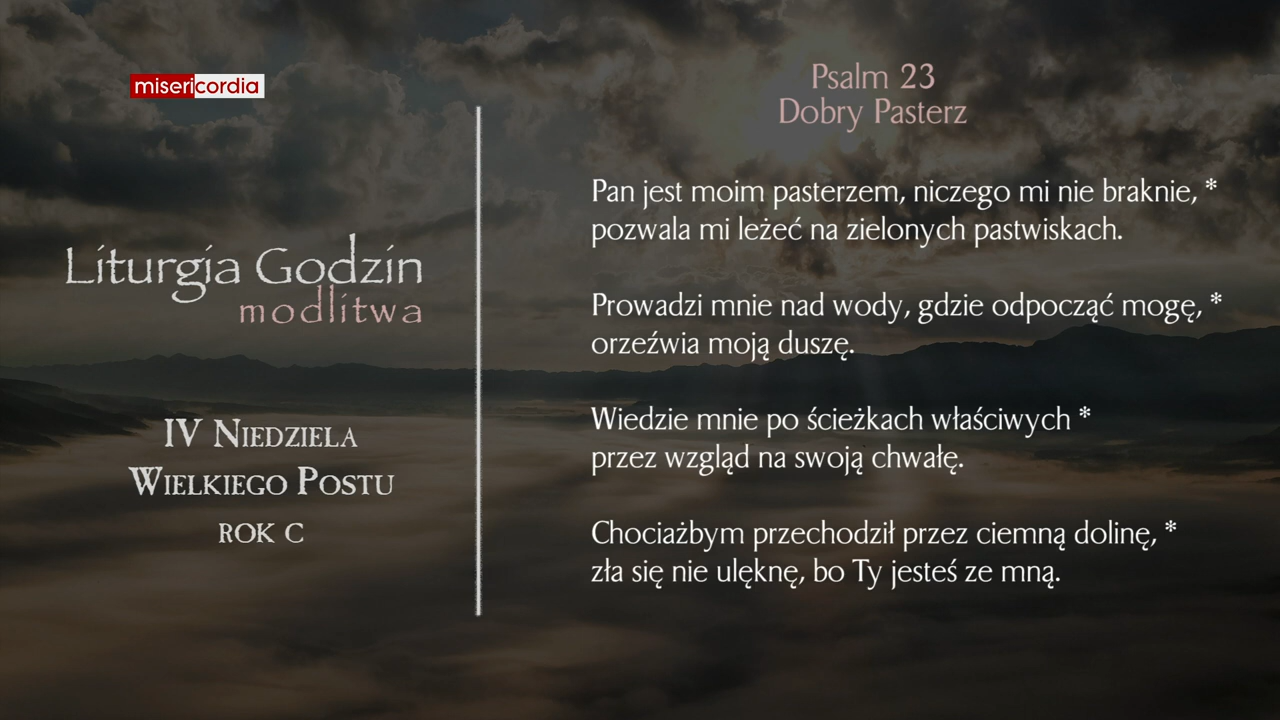 misericordia
Liturgia Godzin
modlitwa
IV Niedziela
Wielkiego Postu
ROK C
Psalm 23
Dobry Pasterz
Pan jest moim pasterzem, niczego mi nie braknie, *
pozwala mi leżeć na zielonych pastwiskach.
Prowadzi mnie nad wody, gdzie odpocząć mogę, *
orzeźwia moją duszę.
Wiedzie mnie po ścieżkach właściwych *
przez wzgląd na swoją chwałę.
Chociażbym przechodził przez ciemną dolinę, *
zła się nie ulęknę, bo Ty jesteś ze mną.